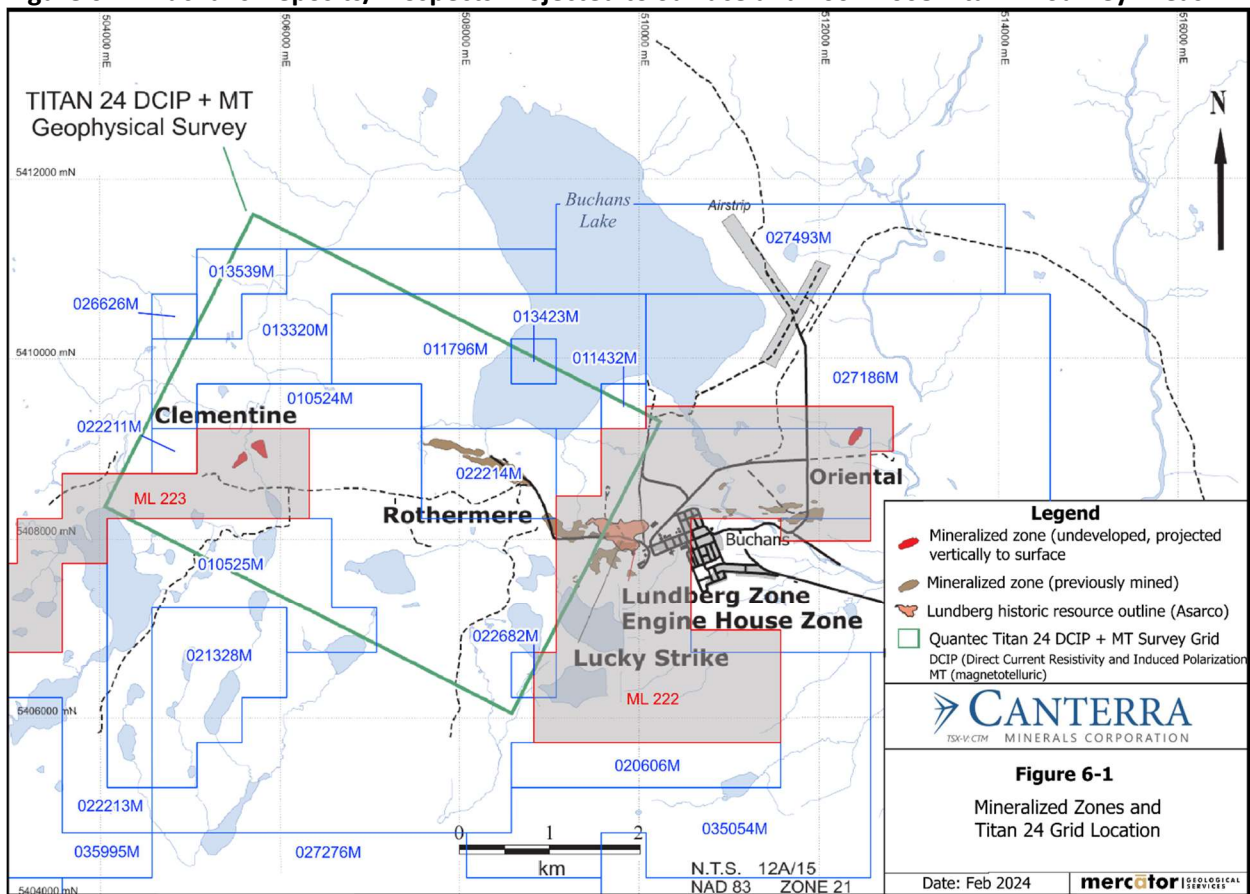 504000 mE
506000 mE
508000 mE
510000 mE
512000 mE
514000 mE
516000 mE
TITAN 24 DCIP + MT
Geophysical Survey
N
5412000 mN
Buchans
Lake
Airstrip
027493M
013539M
026626M
013320M
013423M
011796M
011432M
5410000 mN
027186M
010524M
Clementine
022211M
022214M
Oriental
ML 223
Rothermere
5408000 mN
Buchans
010525M
Lundberg Zone
Engine House Zone
022682M
021328M
Lucky Strike
ML 222
5406000 mN
020606M
022213M
035054M
035995M
027276M
0 1 2
km
N.T.S. 12A/15
NAD 83 ZONE 21
5404000 mN
Legend
Mineralized zone (undeveloped, projected
vertically to surface
Mineralized zone (previously mined)
Lundberg historic resource outline (Asarco)
Quantec Titan 24 DCIP + MT Survey Grid
DCIP (Direct Current Resistivity and Induced Polarization
MT (magnetotelluric)
CANTERRA
TSX-V: CTM MINERALS CORPORATION
Figure 6-1
Mineralized Zones and
Titan 24 Grid Location
Date: Feb 2024
mercator GEOLOGICAL
SERVICES